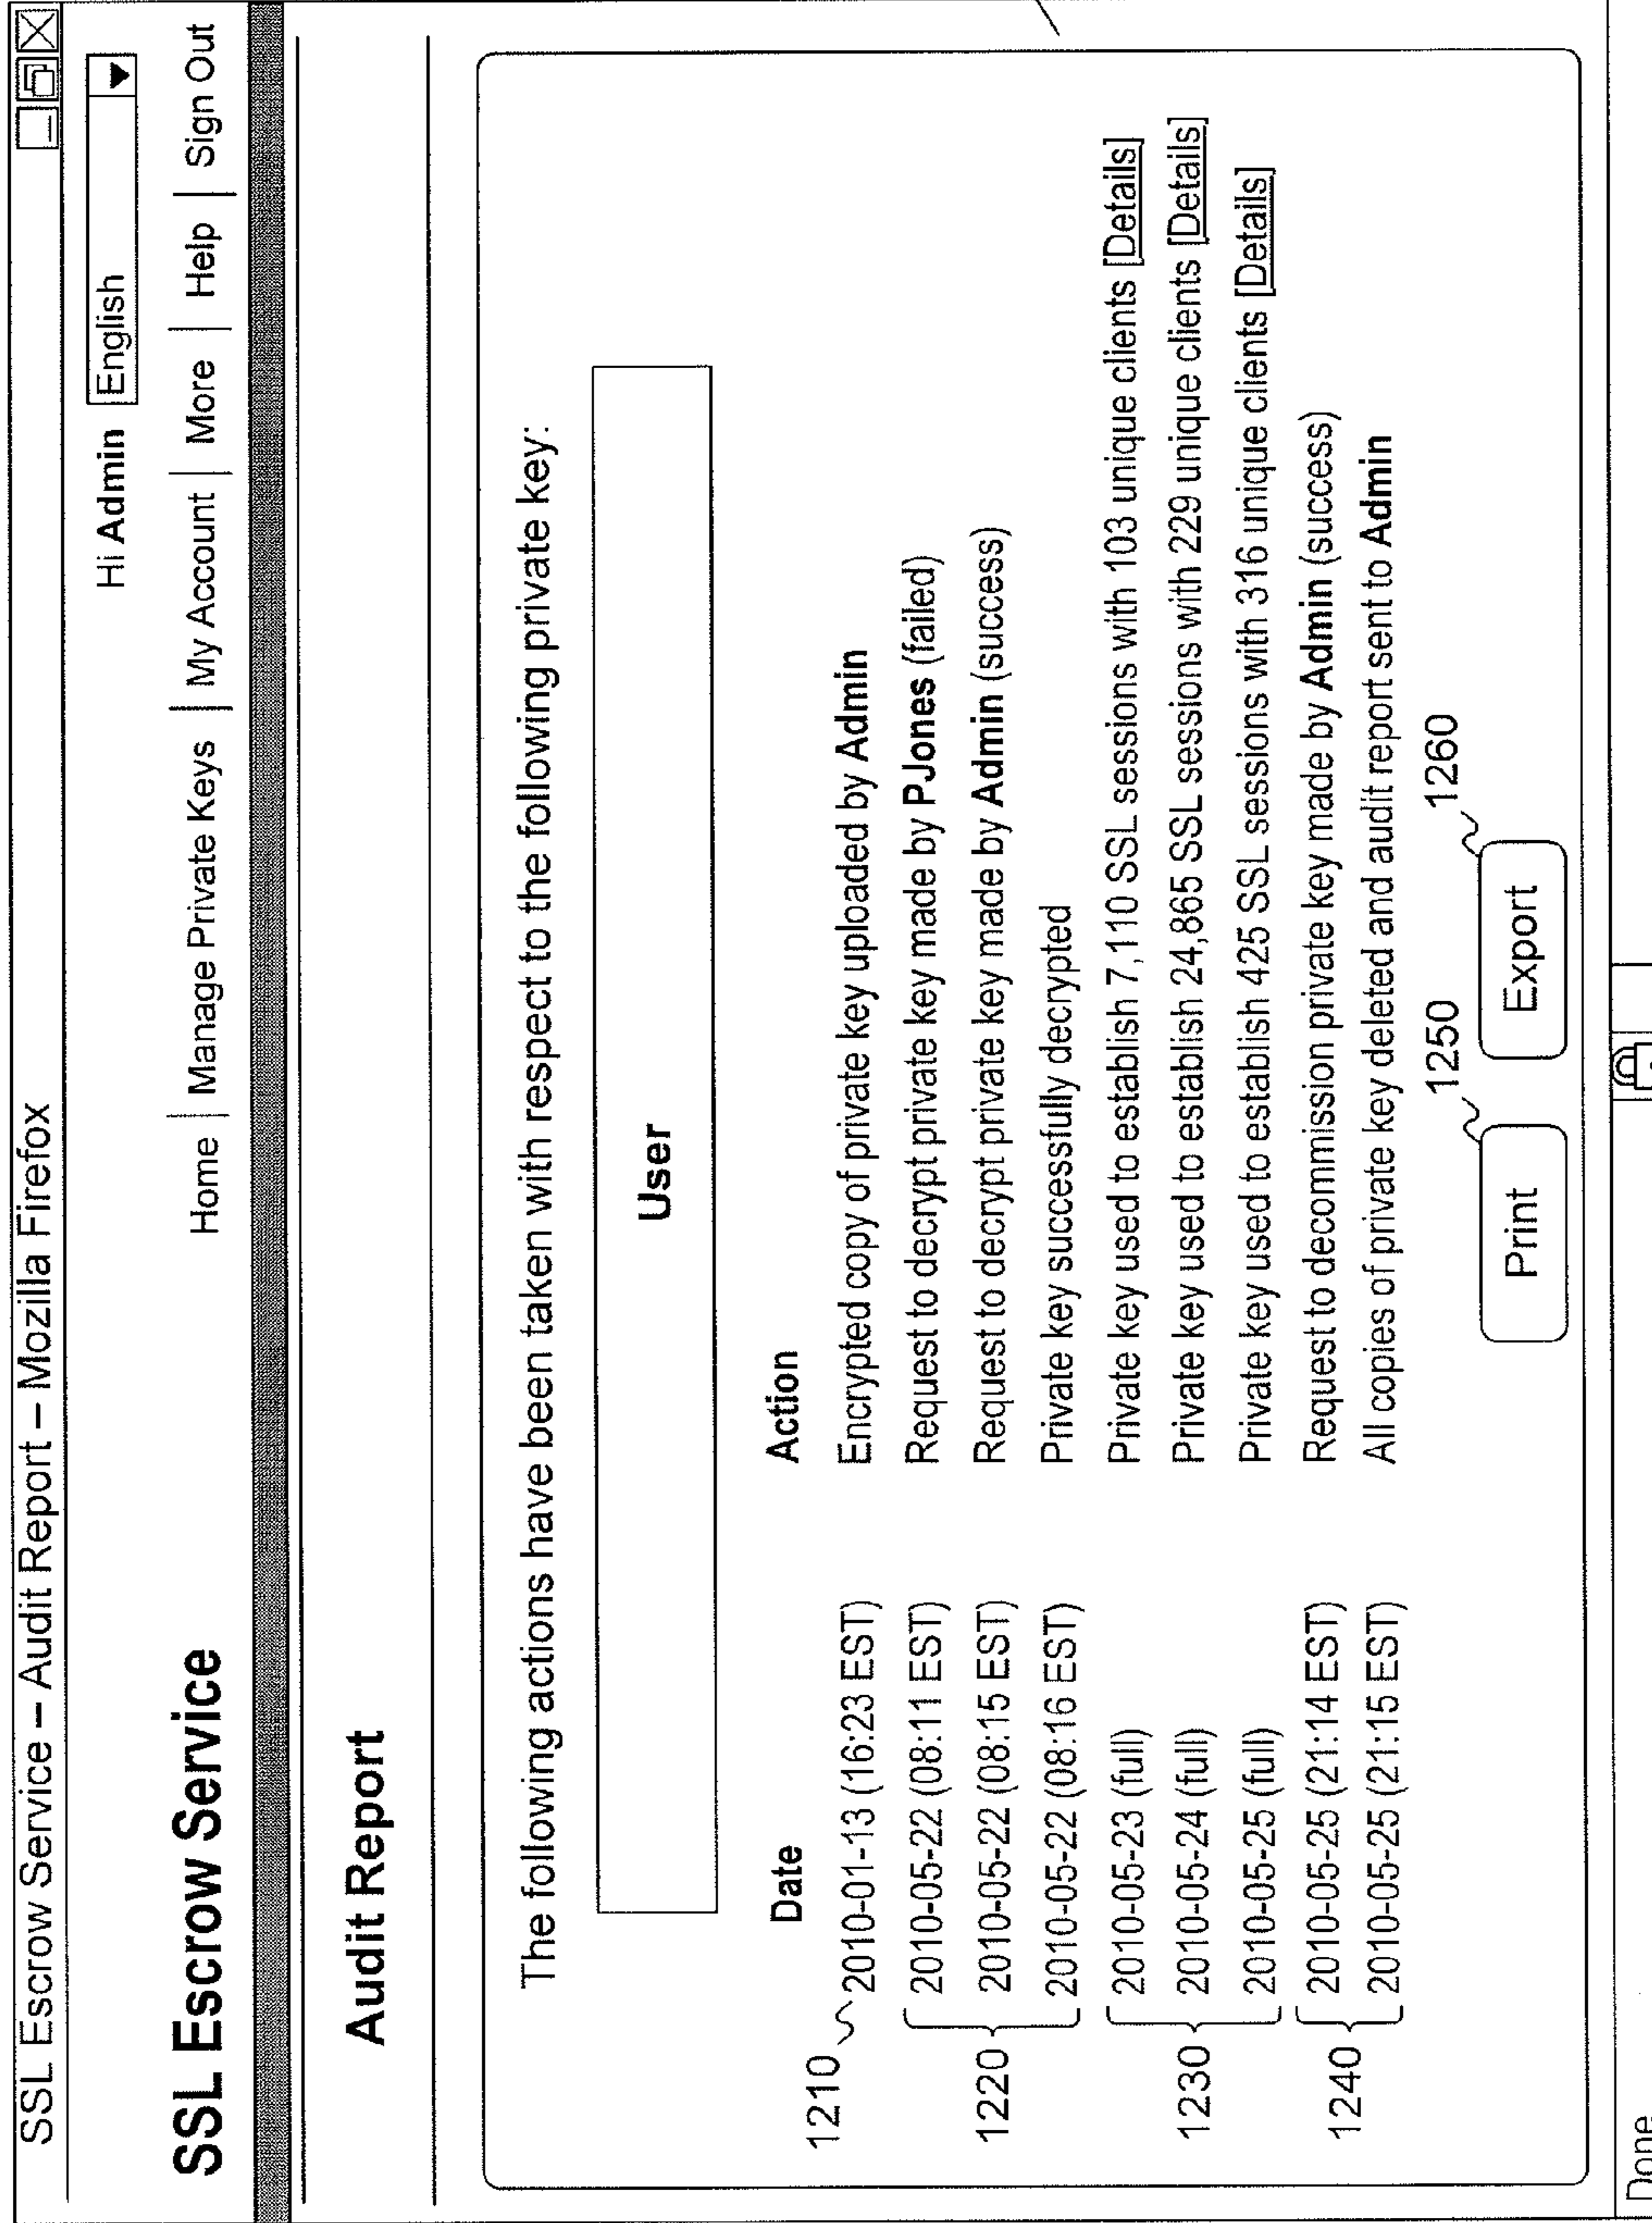 SSL Escrow Service – Audit Report – Mozilla Firefox
Hi Admin English
SSL Escrow Service
Home | Manage Private Keys | My Account | More | Help | Sign Out
Audit Report
The following actions have been taken with respect to the following private key:
User
Date Action
1210 2010-01-13 (16:23 EST) Encrypted copy of private key uploaded by Admin
2010-05-22 (08:11 EST) Request to decrypt private key made by PJones (failed)
1220 2010-05-22 (08:15 EST) Request to decrypt private key made by Admin (success)
2010-05-22 (08:16 EST) Private key successfully decrypted
2010-05-23 (full) Private key used to establish 7,110 SSL sessions with 103 unique clients [Details]
1230 2010-05-24 (full) Private key used to establish 24,865 SSL sessions with 229 unique clients [Details]
2010-05-25 (full) Private key used to establish 425 SSL sessions with 316 unique clients [Details]
1240 2010-05-25 (21:14 EST) Request to decommission private key made by Admin (success)
2010-05-25 (21:15 EST) All copies of private key deleted and audit report sent to Admin
1250 1260
Print Export
Done